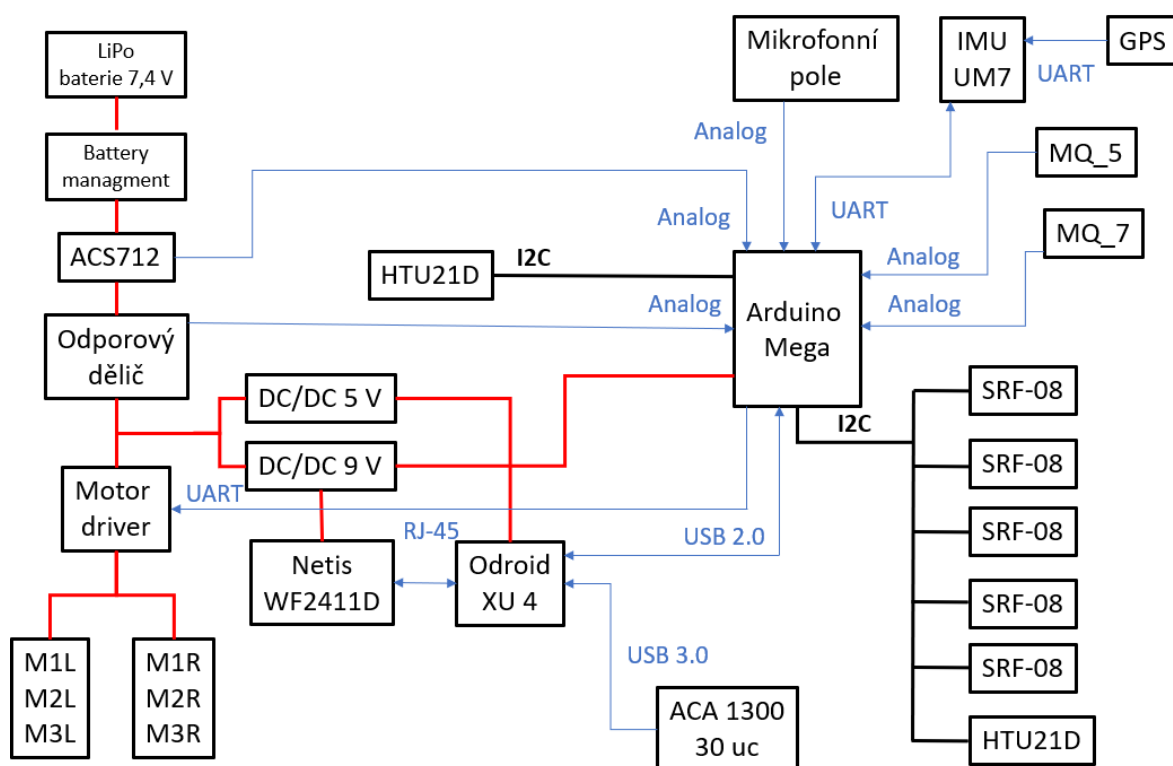 LiPo
baterie 7,4 V
Mikrofonní
pole
IMU
UM7
GPS
UART
Battery
managment
Analog
MQ_5
ACS712
Analog
UART
MQ_7
HTU21D
I2C
Analog
Odporový
dělič
Analog
Arduino
Mega
Analog
DC/DC 5 V
SRF-08
DC/DC 9 V
I2C
SRF-08
Motor
driver
UART
RJ-45
USB 2.0
SRF-08
Netis
WF2411D
Odroid
XU 4
SRF-08
M1L
M2L
M3L
M1R
M2R
M3R
USB 3.0
SRF-08
ACA 1300
30 uc
HTU21D